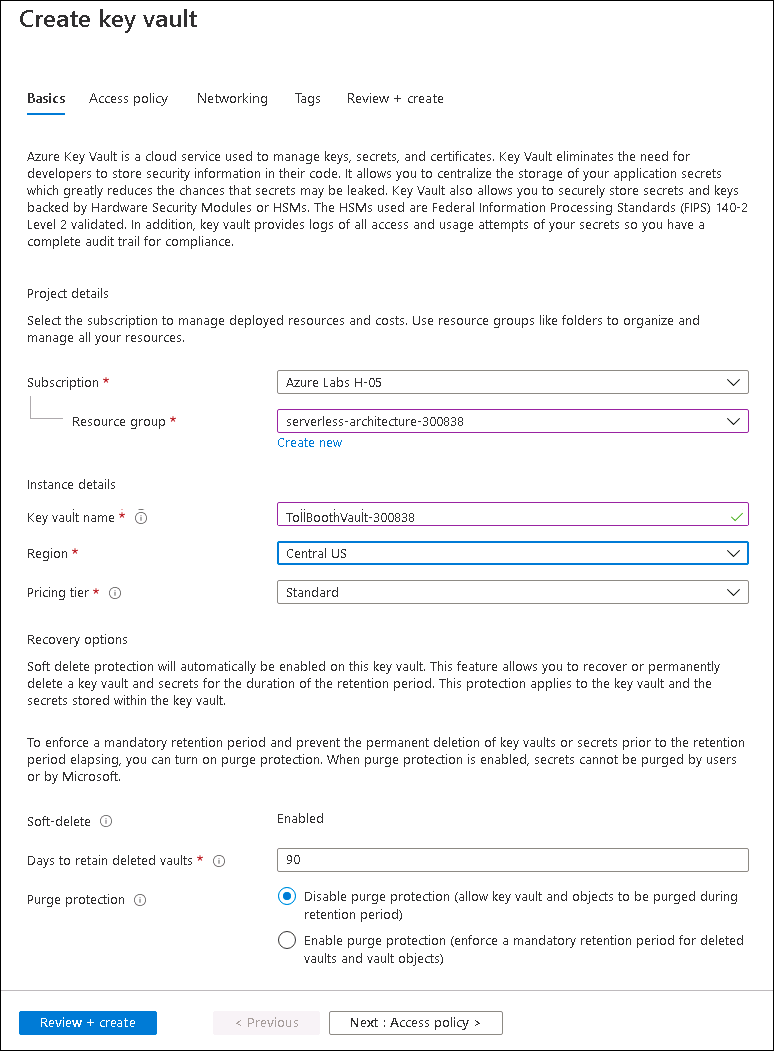 Create key vault
Basics
Access policy
Networking
Tags
Review + create
Azure Key Vault is a cloud service used to manage keys, secrets, and certificates. Key Vault eliminates the need for
developers to store security information in their code. It allows you to centralize the storage of your application secrets
which greatly reduces the chances that secrets may be leaked. Key Vault also allows you to securely store secrets and keys
backed by Hardware Security Modules or HSMs. The HSMs used are Federal Information Processing Standards (FIPS) 140-2
Level 2 validated. In addition, key vault provides logs of all access and usage attempts of your secrets so you have a
complete audit trail for compliance.
Project details
Select the subscription to manage deployed resources and costs. Use resource groups like folders to organize and
manage all your resources.
Subscription *
Azure Labs H-05
Resource group *
serverless-architecture-300838
Create new
Instance details
Key vault name *
TollBoothVault-300838
Region *
Central US
Pricing tier *
Standard
Recovery options
Soft delete protection will automatically be enabled on this key vault. This feature allows you to recover or permanently
delete a key vault and secrets for the duration of the retention period. This protection applies to the key vault and the
secrets stored within the key vault.
To enforce a mandatory retention period and prevent the permanent deletion of key vaults or secrets prior to the retention
period elapsing, you can turn on purge protection. When purge protection is enabled, secrets cannot be purged by users
or by Microsoft.
Soft-delete
Enabled
Days to retain deleted vaults *
90
Purge protection
Disable purge protection (allow key vault and objects to be purged during
retention period)
Enable purge protection (enforce a mandatory retention period for deleted
vaults and vault objects)
Review + create
< Previous
Next : Access policy >